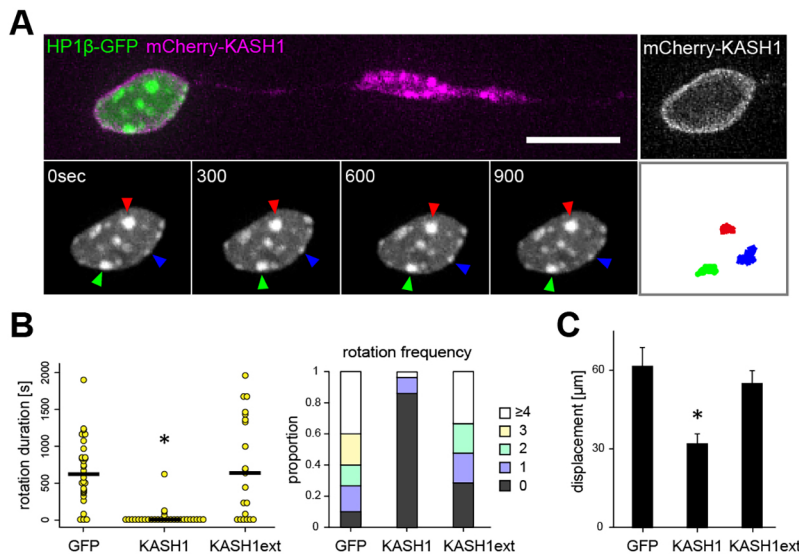 A
HP1β-GFP mCherry-KASH1
mCherry-KASH1
0sec
300
600
900
B
C
rotation duration [s]
2000
1500
1000
500
0
*
GFP
KASH1
KASH1ext
rotation frequency
proportion
1
0.8
0.6
0.4
0.2
0
≥4
3
2
1
0
GFP
KASH1
KASH1ext
displacement [μm]
60
30
0
*
GFP
KASH1
KASH1ext